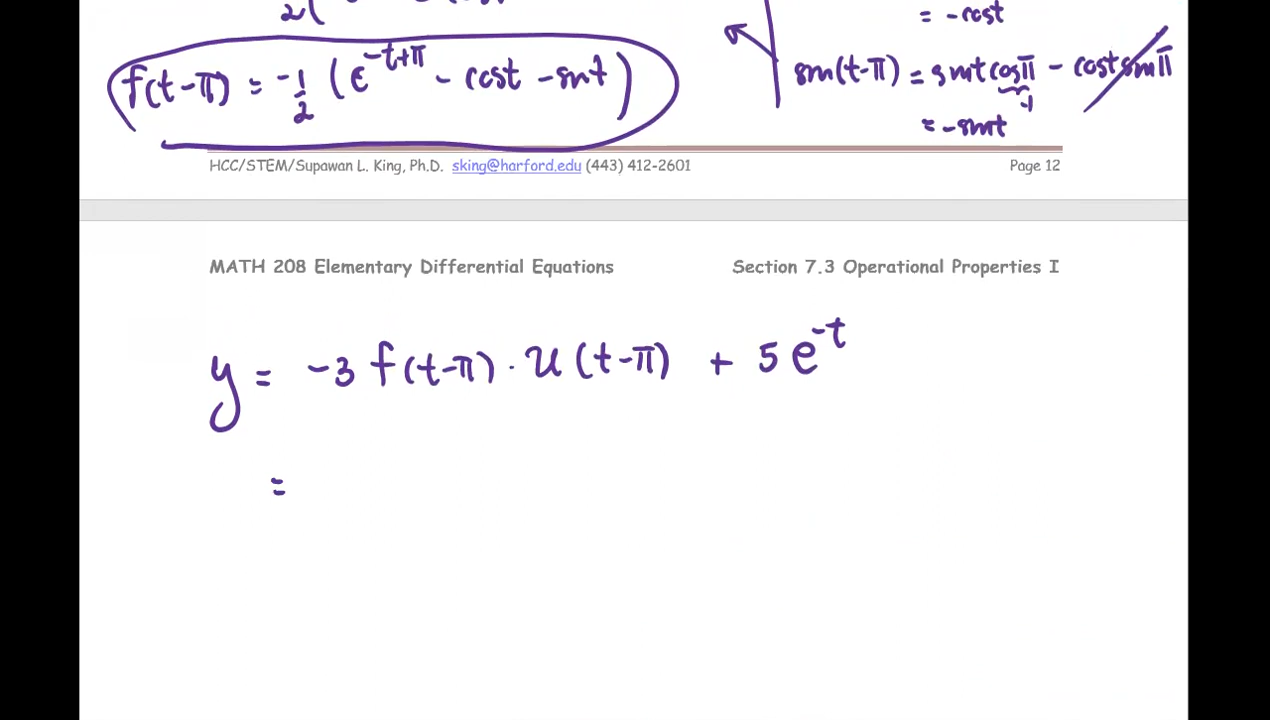 = -cost
f(t-π) = -1/2 (e^{-t+π} - cost - sint)
sin(t-π) = sint cosπ - cost sinπ
-1
= -sint
HCC/STEM/Supawan L. King, Ph.D. sking@harford.edu (443) 412-2601 Page 12
MATH 208 Elementary Differential Equations Section 7.3 Operational Properties I
y = -3 f(t-π) · U(t-π) + 5e^{-t}
=